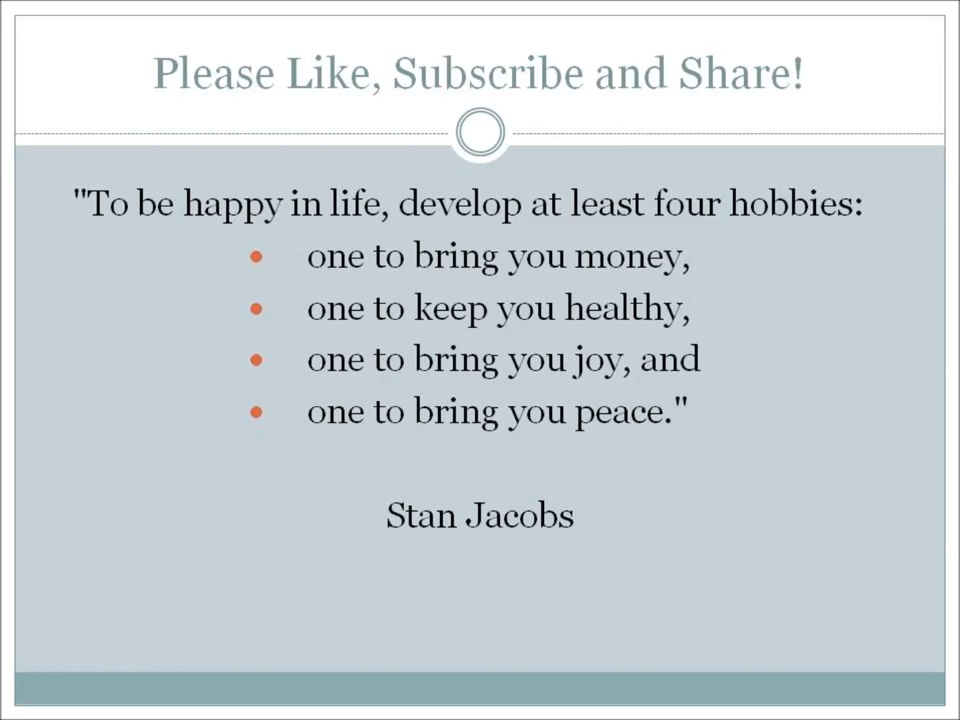 Please Like, Subscribe and Share!
"To be happy in life, develop at least four hobbies:
• one to bring you money,
• one to keep you healthy,
• one to bring you joy, and
• one to bring you peace."
Stan Jacobs